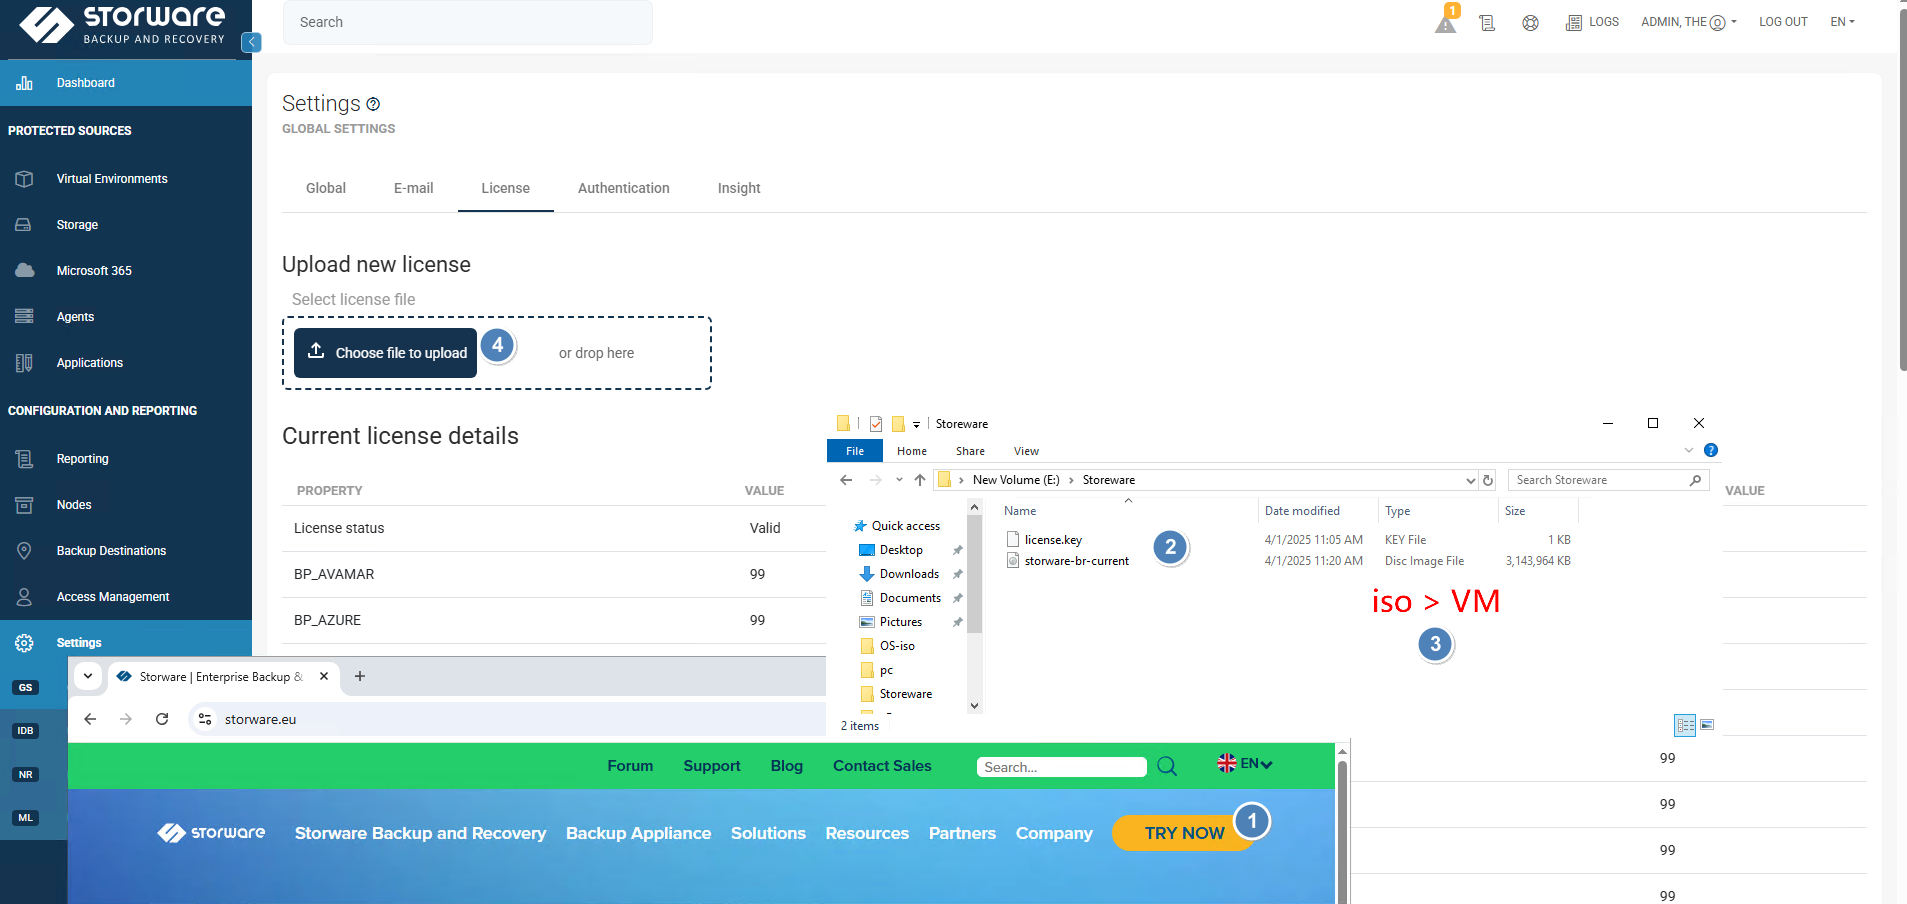 STORWARE
BACKUP AND RECOVERY
Search
1
LOGS
ADMIN, THE
LOG OUT
EN
Dashboard
PROTECTED SOURCES
Virtual Environments
Storage
Microsoft 365
Agents
Applications
CONFIGURATION AND REPORTING
Reporting
Nodes
Backup Destinations
Access Management
Settings
GS
IDB
NR
ML
Settings
GLOBAL SETTINGS
Global
E-mail
License
Authentication
Insight
Upload new license
Select license file
Choose file to upload
4
or drop here
Current license details
PROPERTY
VALUE
VALUE
License status
Valid
BP_AVAMAR
99
BP_AZURE
99
Storeware
File
Home
Share
View
New Volume (E:)
Storeware
Search Storeware
Quick access
Desktop
Downloads
Documents
Pictures
OS-iso
pc
Storeware
Name
Date modified
Type
Size
license.key
4/1/2025 11:05 AM
KEY File
1 KB
storware-br-current
4/1/2025 11:20 AM
Disc Image File
3,143,964 KB
2
iso > VM
3
2 items
99
99
99
99
Storware | Enterprise Backup &
storware.eu
Forum
Support
Blog
Contact Sales
Search...
EN
STORWARE
Storware Backup and Recovery
Backup Appliance
Solutions
Resources
Partners
Company
TRY NOW
1